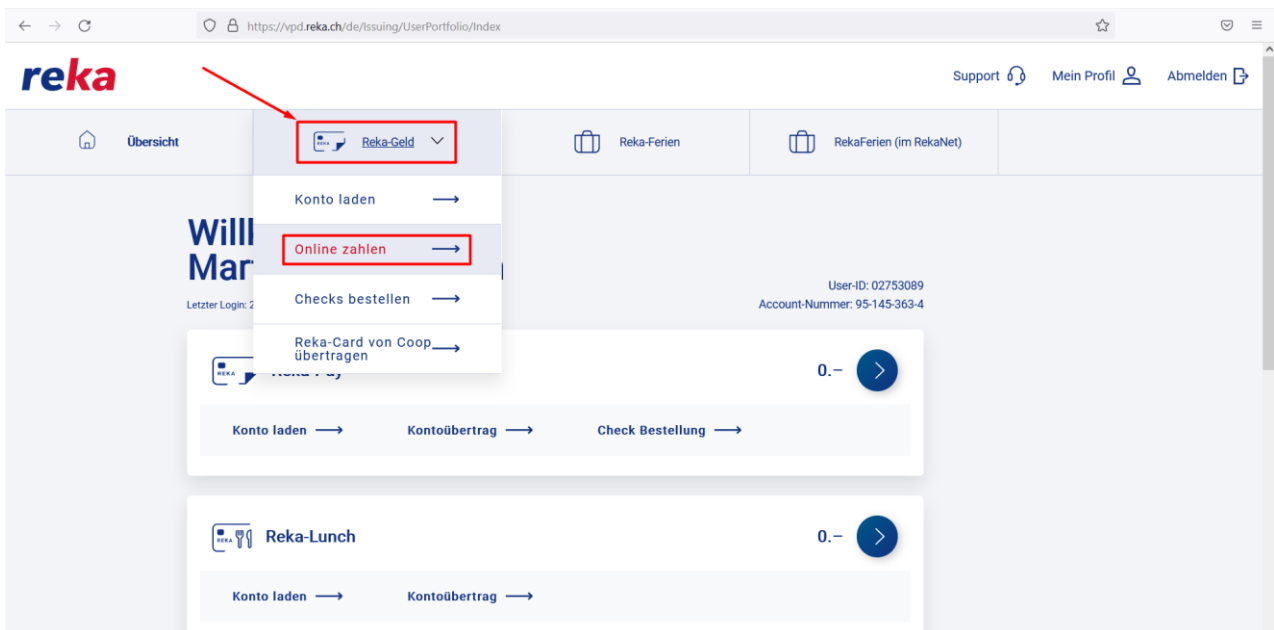 https://vpd.reka.ch/de/Issuing/UserPortfolio/Index
reka
Support
Mein Profil
Abmelden
Übersicht
Reka-Geld
Reka-Ferien
RekaFerien (im RekaNet)
Konto laden
Online zahlen
Checks bestellen
Reka-Card von Coop
übertragen
User-ID: 02753089
Letzter Login:
Account-Nummer: 95-145-363-4
REKA
0.–
Konto laden
Kontoübertrag
Check Bestellung
REKA
Reka-Lunch
0.–
Konto laden
Kontoübertrag